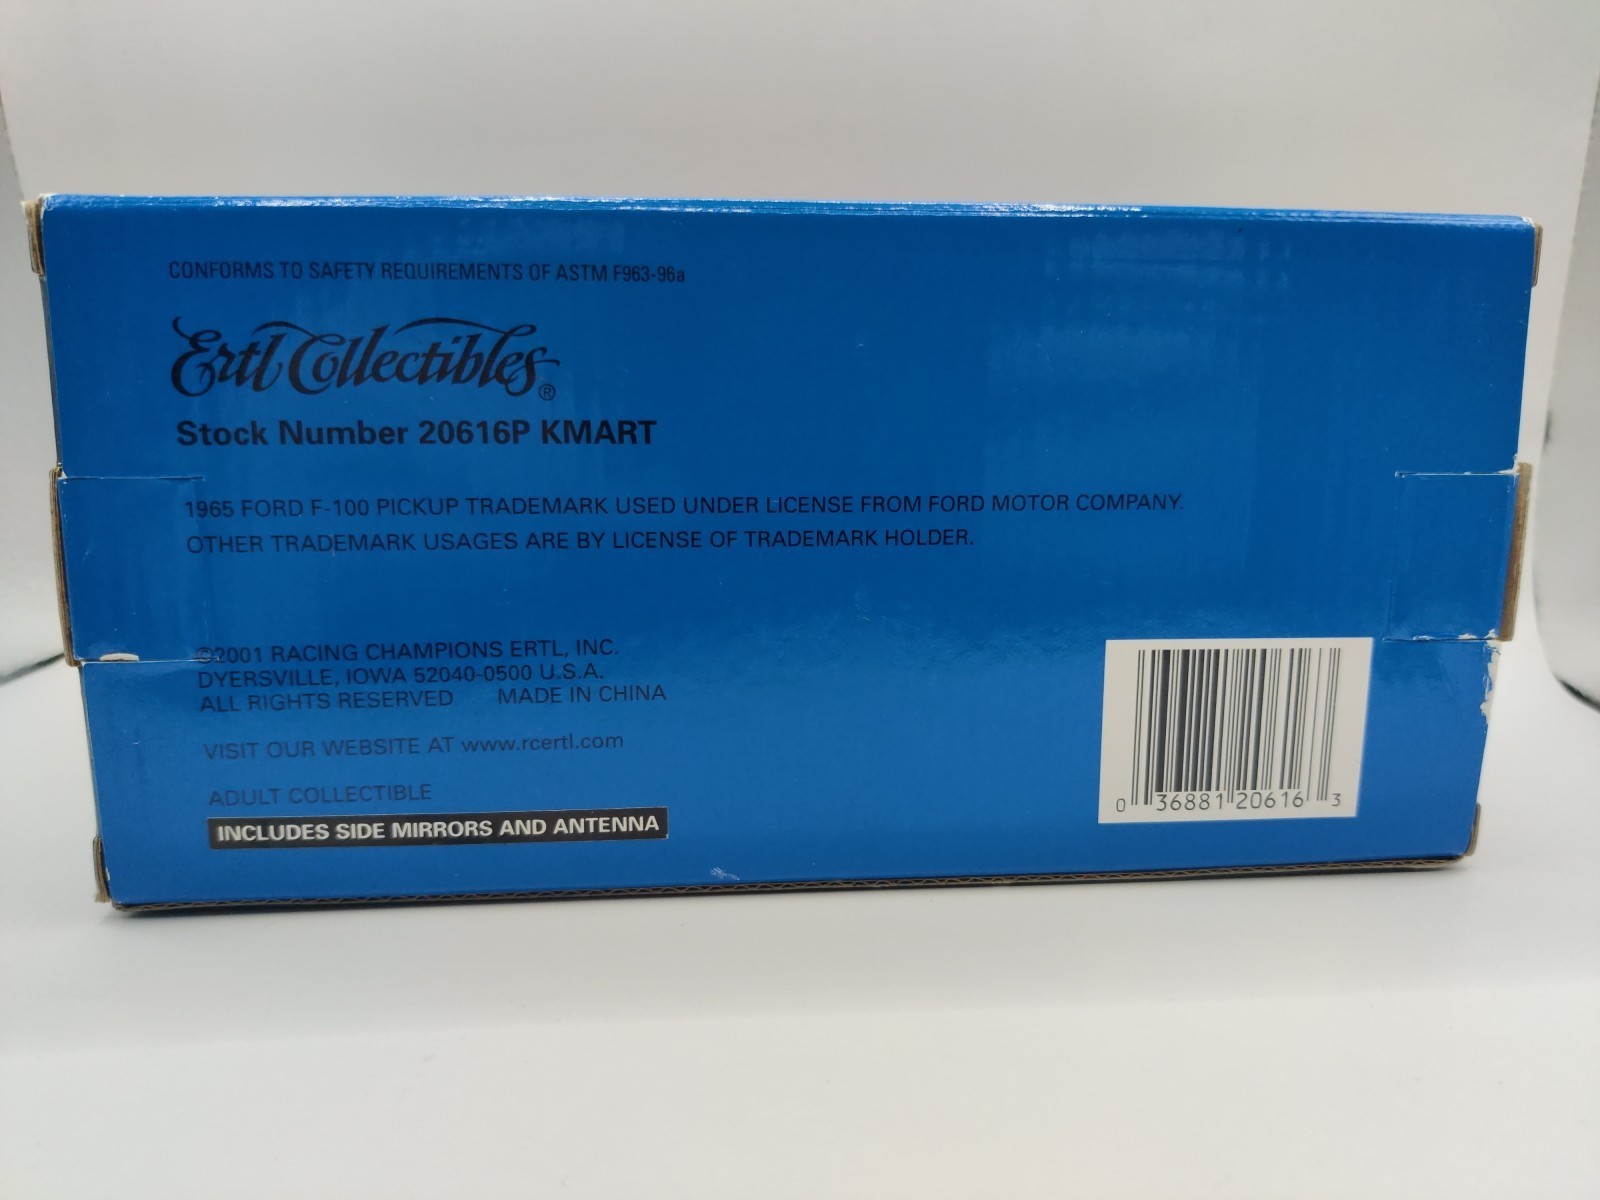 CONFORMS TO SAFETY REQUIREMENTS OF ASTM F963-96a
Ertl Collectibles®
Stock Number 20616P KMART
1965 FORD F-100 PICKUP TRADEMARK USED UNDER LICENSE FROM FORD MOTOR COMPANY.
OTHER TRADEMARK USAGES ARE BY LICENSE OF TRADEMARK HOLDER.
©2001 RACING CHAMPIONS ERTL, INC.
DYERSVILLE, IOWA 52040-0500 U.S.A.
ALL RIGHTS RESERVED MADE IN CHINA
VISIT OUR WEBSITE AT www.rcertl.com
ADULT COLLECTIBLE
INCLUDES SIDE MIRRORS AND ANTENNA
0 36881 20616 3